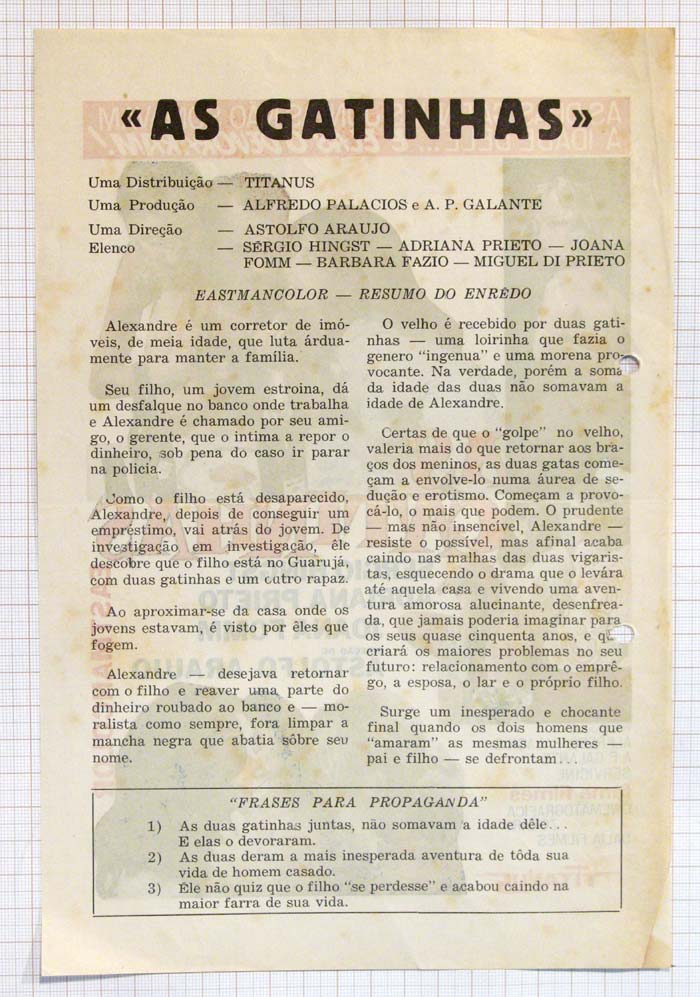 «AS GATINHAS»
Uma Distribuição — TITANUS
Uma Produção — ALFREDO PALACIOS e A. P. GALANTE
Uma Direção — ASTOLFO ARAUJO
Elenco — SÉRGIO HINGST — ADRIANA PRIETO — JOANA
FOMM — BARBARA FAZIO — MIGUEL DI PRIETO
EASTMANCOLOR — RESUMO DO ENRÊDO
Alexandre é um corretor de imó-
veis, de meia idade, que luta árdua-
mente para manter a família.
Seu filho, um jovem estroina, dá
um desfalque no banco onde trabalha
e Alexandre é chamado por seu ami-
go, o gerente, que o intima a repor o
dinheiro, sob pena do caso ir parar
na policia.
Como o filho está desaparecido,
Alexandre, depois de conseguir um
empréstimo, vai atrás do jovem. De
investigação em investigação, êle
descobre que o filho está no Guarujá,
com duas gatinhas e um outro rapaz.
Ao aproximar-se da casa onde os
jovens estavam, é visto por êles que
fogem.
Alexandre — desejava retornar
com o filho e reaver uma parte do
dinheiro roubado ao banco e — mo-
ralista como sempre, fora limpar a
mancha negra que abatia sôbre seu
nome.
O velho é recebido por duas gati-
nhas — uma loirinha que fazia o
genero "ingenua" e uma morena pro-
vocante. Na verdade, porém a soma
da idade das duas não somavam a
idade de Alexandre.
Certas de que o "golpe" no velho,
valeria mais do que retornar aos bra-
ços dos meninos, as duas gatas come-
çam a envolve-lo numa áurea de se-
dução e erotismo. Começam a provo-
cá-lo, o mais que podem. O prudente
— mas não insencível, Alexandre —
resiste o possível, mas afinal acaba
caindo nas malhas das duas vigaris-
tas, esquecendo o drama que o levára
até aquela casa e vivendo uma aven-
tura amorosa alucinante, desenfrea-
da, que jamais poderia imaginar para
os seus quase cinquenta anos, e
criará os maiores problemas no seu
futuro: relacionamento com o emprê-
go, a esposa, o lar e o próprio filho.
Surge um inesperado e chocante
final quando os dois homens que
"amaram" as mesmas mulheres —
pai e filho — se defrontam...
"FRASES PARA PROPAGANDA"
1) As duas gatinhas juntas, não somavam a idade dêle...
E elas o devoraram.
2) As duas deram a mais inesperada aventura de tôda sua
vida de homem casado.
3) Êle não quiz que o filho "se perdesse" e acabou caindo na
maior farra de sua vida.